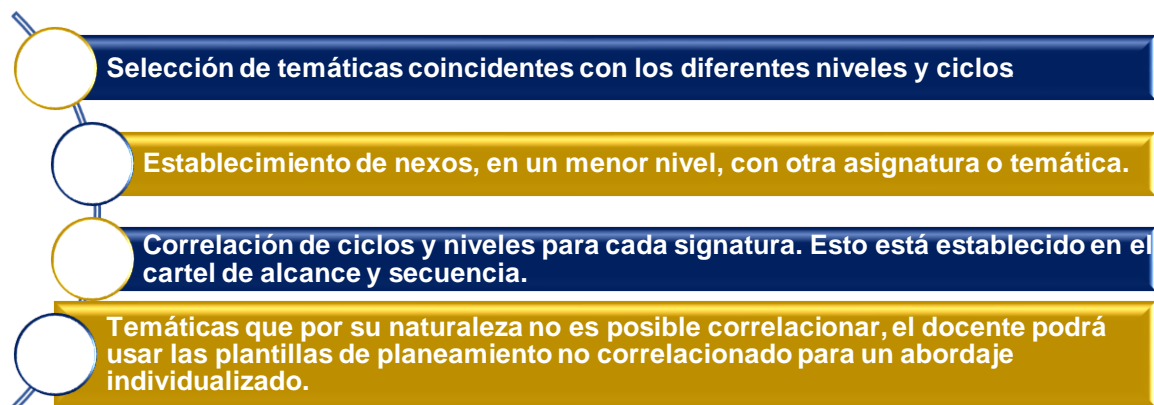 Selección de temáticas coincidentes con los diferentes niveles y ciclos
Establecimiento de nexos, en un menor nivel, con otra asignatura o temática.
Correlación de ciclos y niveles para cada signatura. Esto está establecido en el
cartel de alcance y secuencia.
Temáticas que por su naturaleza no es posible correlacionar, el docente podrá
usar las plantillas de planeamiento no correlacionado para un abordaje
individualizado.